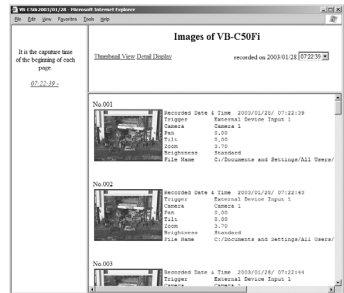 VB-C50i 2003/01/28 - Microsoft Internet Explorer
File Edit View Favorites Tools Help
It is the caputure time
of the beginning of each
page.
07:22:39 -
Images of VB-C50Fi
Thumbnail View Detail Display
recorded on 2003/01/28 07:22:39
No.001
Recorded Date & Time 2003/01/28/ 07:22:39
Trigger External Device Input 1
Camera Camera 1
Pan 0.00
Tilt 0.00
Zoom 3.70
Brightness Standard
File Name C:/Documents and Settings/All Users/
No.002
Recorded Date & Time 2003/01/28/ 07:22:43
Trigger External Device Input 1
Camera Camera 1
Pan 0.00
Tilt 0.00
Zoom 3.70
Brightness Standard
File Name C:/Documents and Settings/All Users/
No.003
Recorded Date & Time 2003/01/28/ 07:22:44
Trigger External Device Input 1
Camera Camera 1